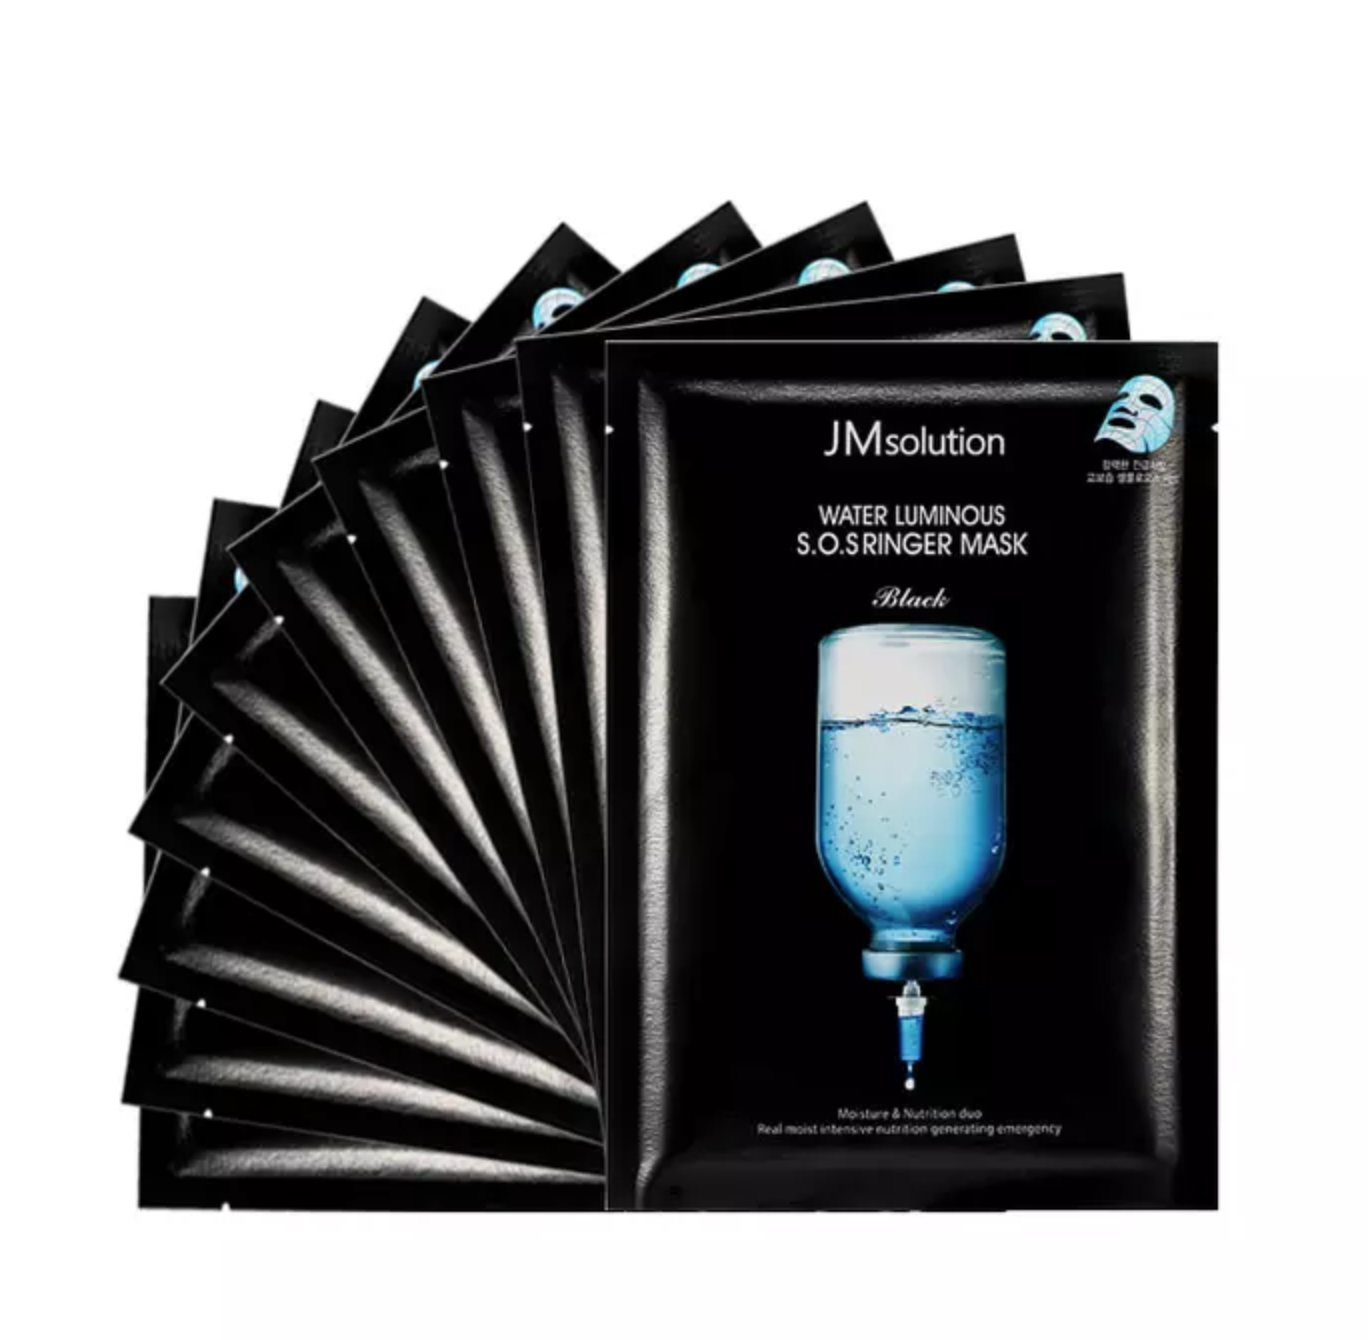 JMsolution
WATER LUMINOUS
S.O.S RINGER MASK
Black
Moisture & Nutrition duo
Real moist intensive nutrition generating emergency